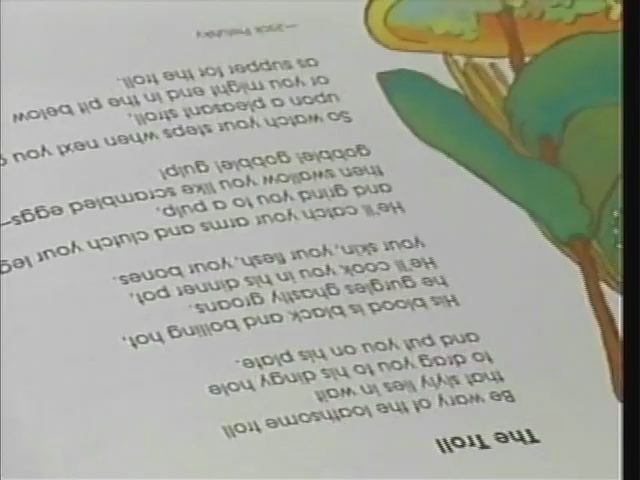 The Troll
Be wary of the loathsome troll
that slyly lies in wait
to drag you to his dingy hole
and put you on his plate.
His blood is black and boiling hot,
he gurgles ghastly groans.
He'll cook you in his dinner pot,
your skin, your flesh, your bones.
He'll catch your arms and clutch your leg
and grind you to a pulp,
then swallow you like scrambled eggs—
gobble! gobble! gulp!
So watch your steps when next you g
upon a pleasant stroll,
or you might end in the pit below
as supper for the troll.
—Jack Prelutsky